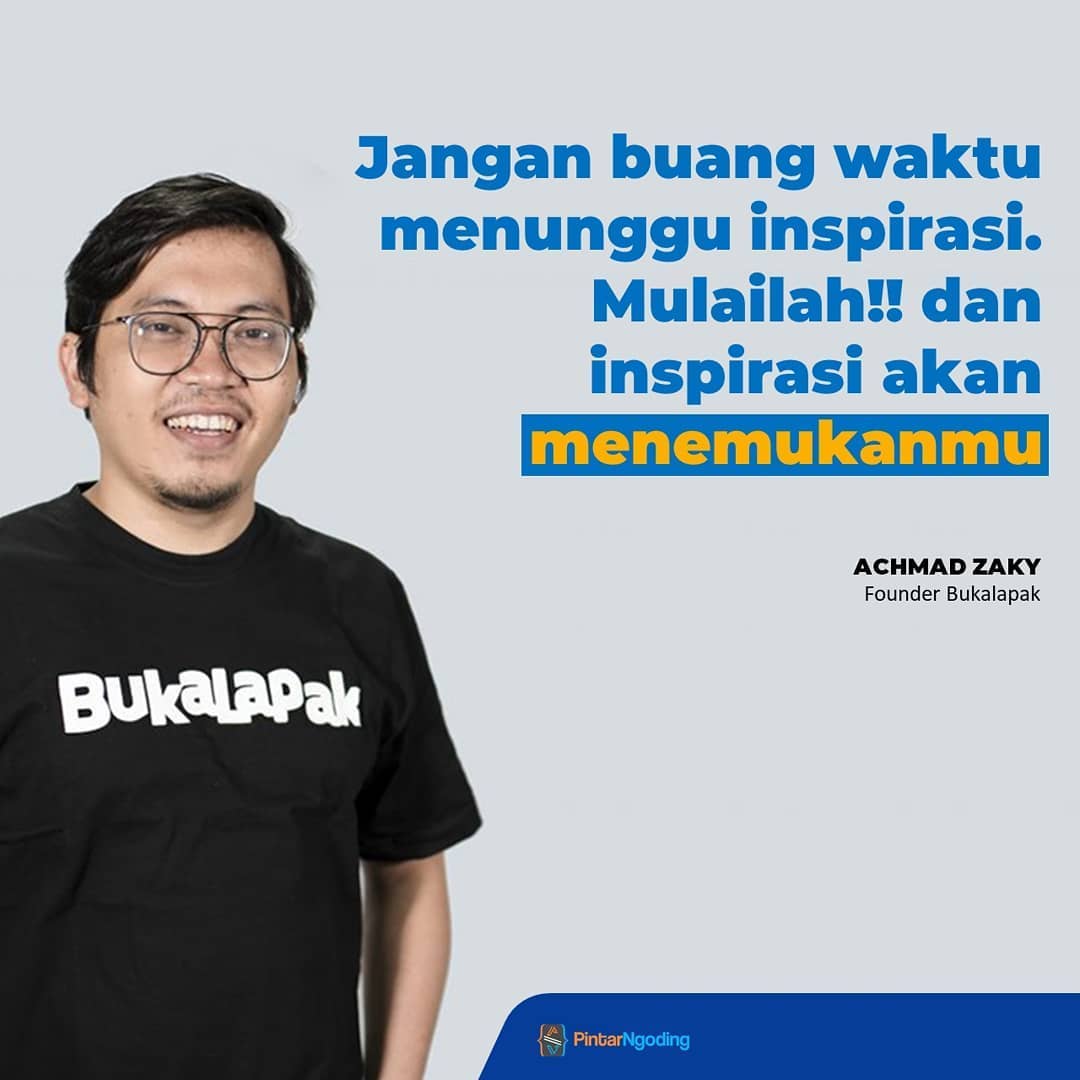 Jangan buang waktu
menunggu inspirasi.
Mulailah!! dan
inspirasi akan
menemukanmu
ACHMAD ZAKY
Founder Bukalapak
BukaLapak
PintarNgoding